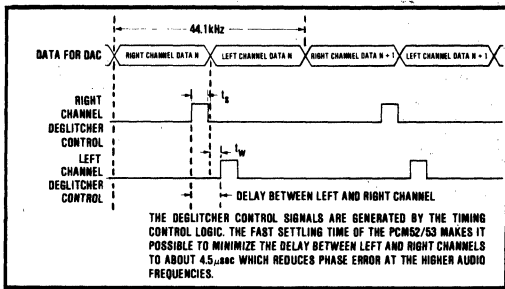 44.1kHz
DATA FOR DAC
RIGHT CHANNEL DATA N
LEFT CHANNEL DATA N
RIGHT CHANNEL DATA N + 1
LEFT CHANNEL DATA N+1
RIGHT
CHANNEL
DEGLITCHER
CONTROL
ts
LEFT
CHANNEL
DEGLITCHER
CONTROL
tw
DELAY BETWEEN LEFT AND RIGHT CHANNEL
THE DEGLITCHER CONTROL SIGNALS ARE GENERATED BY THE TIMING
CONTROL LOGIC. THE FAST SETTLING TIME OF THE PCM52/53 MAKES IT
POSSIBLE TO MINIMIZE THE DELAY BETWEEN LEFT AND RIGHT CHANNELS
TO ABOUT 4.5μsec WHICH REDUCES PHASE ERROR AT THE HIGHER AUDIO
FREQUENCIES.